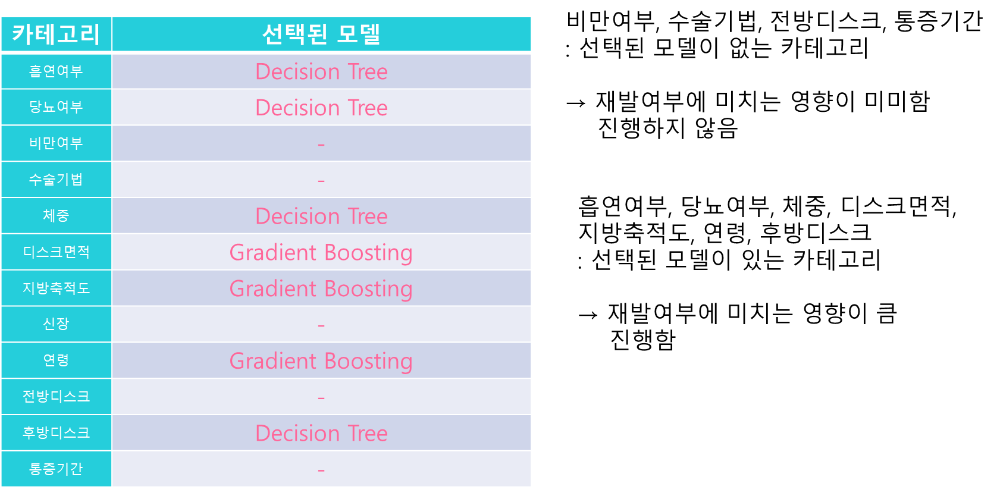 카테고리 선택된 모델
흡연여부 Decision Tree
당뇨여부 Decision Tree
비만여부 -
수술기법 -
체중 Decision Tree
디스크면적 Gradient Boosting
지방축적도 Gradient Boosting
신장 -
연령 Gradient Boosting
전방디스크 -
후방디스크 Decision Tree
통증기간 -
비만여부, 수술기법, 전방디스크, 통증기간
: 선택된 모델이 없는 카테고리
→ 재발여부에 미치는 영향이 미미함
진행하지 않음
흡연여부, 당뇨여부, 체중, 디스크면적,
지방축적도, 연령, 후방디스크
: 선택된 모델이 있는 카테고리
→ 재발여부에 미치는 영향이 큼
진행함